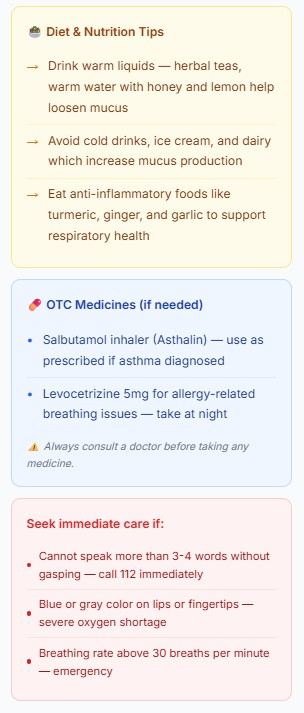 Diet & Nutrition Tips
→ Drink warm liquids — herbal teas,
warm water with honey and lemon help
loosen mucus
→ Avoid cold drinks, ice cream, and dairy
which increase mucus production
→ Eat anti-inflammatory foods like
turmeric, ginger, and garlic to support
respiratory health
OTC Medicines (if needed)
• Salbutamol inhaler (Asthalin) — use as
prescribed if asthma diagnosed
• Levocetrizine 5mg for allergy-related
breathing issues — take at night
⚠️ Always consult a doctor before taking any
medicine.
Seek immediate care if:
• Cannot speak more than 3-4 words without
gasping — call 112 immediately
• Blue or gray color on lips or fingertips —
severe oxygen shortage
• Breathing rate above 30 breaths per minute
— emergency